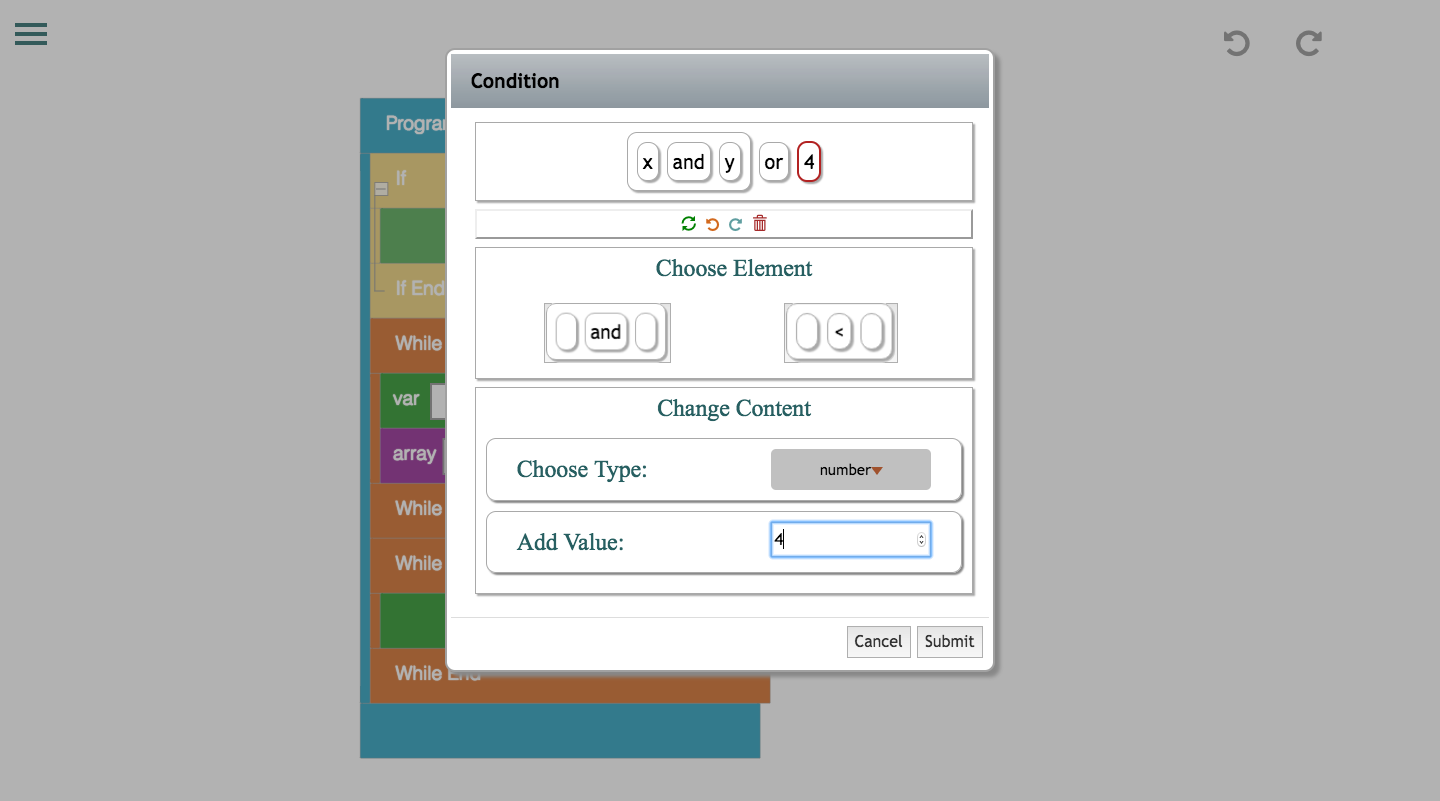 Condition
x and y or 4
Choose Element
and
<
Change Content
Choose Type: number
Add Value: 4
Cancel Submit
If
If End
While
var
array
While
While
While End